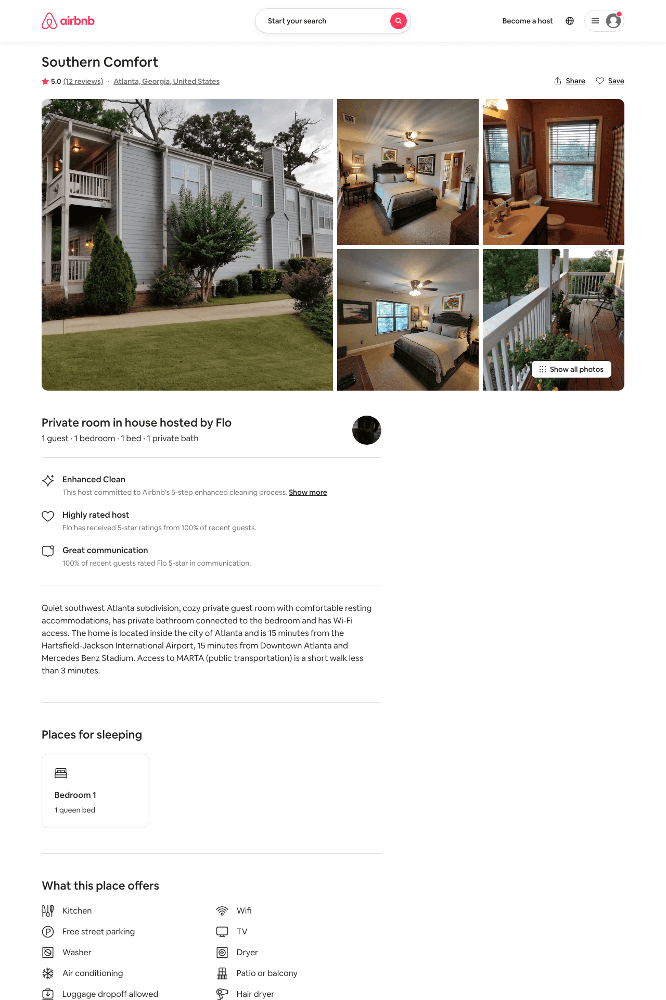 airbnb
Start your search
Become a host
Southern Comfort
5.0 (12 reviews) · Atlanta, Georgia, United States
Share
Save
Show all photos
Private room in house hosted by Flo
1 guest · 1 bedroom · 1 bed · 1 private bath
Enhanced Clean
This host committed to Airbnb's 5-step enhanced cleaning process. Show more
Highly rated host
Flo has received 5-star ratings from 100% of recent guests.
Great communication
100% of recent guests rated Flo 5-star in communication.
Quiet southwest Atlanta subdivision, cozy private guest room with comfortable resting
accommodations, has private bathroom connected to the bedroom and has Wi-Fi
access. The home is located inside the city of Atlanta and is 15 minutes from the
Hartsfield-Jackson International Airport, 15 minutes from Downtown Atlanta and
Mercedes Benz Stadium. Access to MARTA (public transportation) is a short walk less
than 3 minutes.
Places for sleeping
Bedroom 1
1 queen bed
What this place offers
Kitchen
Wifi
Free street parking
TV
Washer
Dryer
Air conditioning
Patio or balcony
Luggage dropoff allowed
Hair dryer